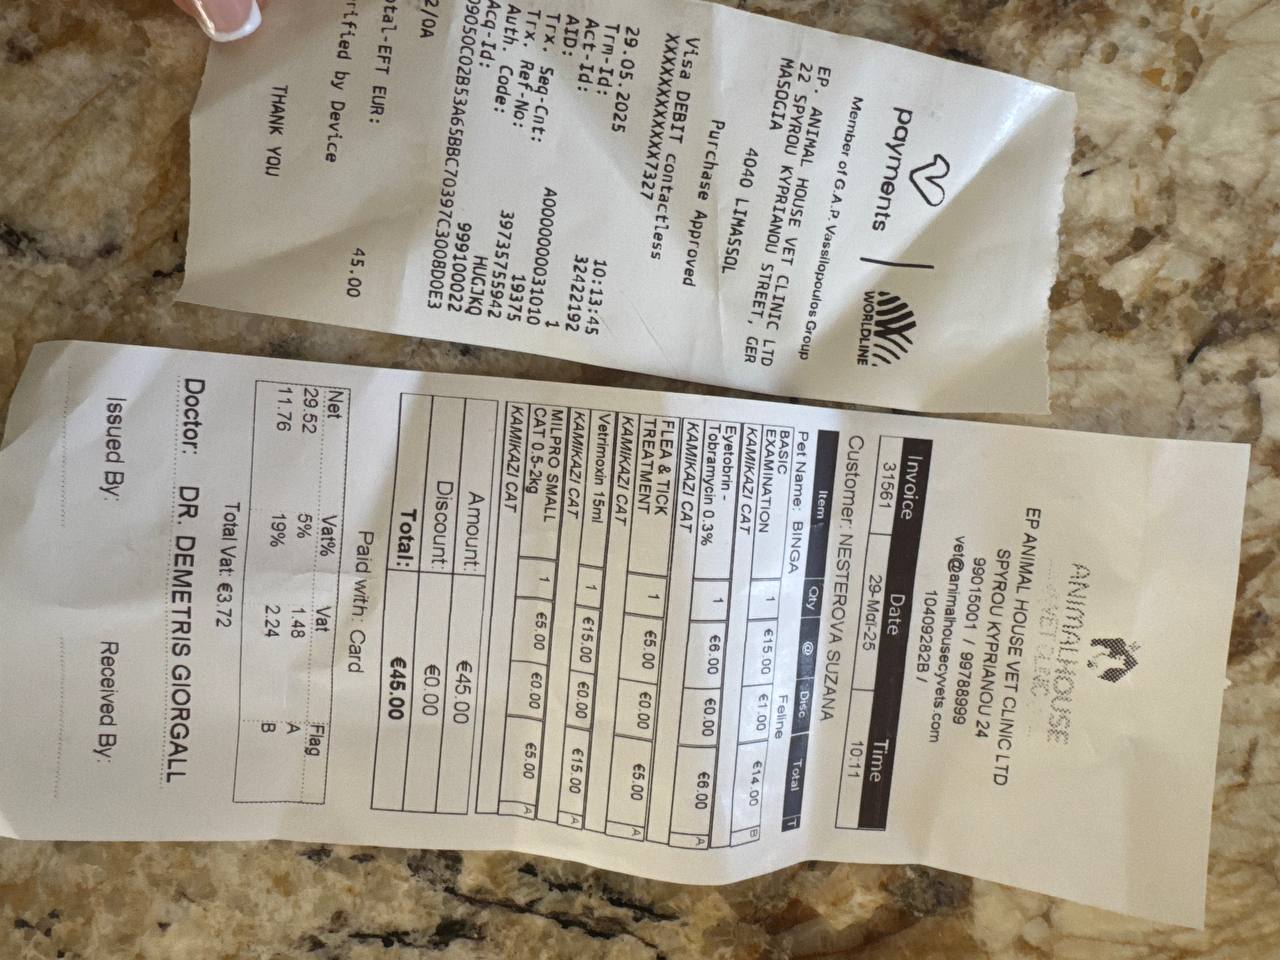 payments
WORLDLINE
Member of G.A.P. Vassilopoulos Group
EP. ANIMAL HOUSE VET CLINIC LTD
22 SPYROU KYPRIANOU STREET, GER
MASOGIA
4040 LIMASSOL
Purchase Approved
Visa DEBIT contactless
XXXXXXXXXXXX7327
29.05.2025 10:13:45
Trm-Id: 32422192
Act-Id: 1
AID: A0000000031010
Trx. Seq-Cnt: 19375
Trx. Ref-No: 39735755942
Auth. Code: HUGJKQ
Acq-Id: 999100022
9050C02B53A65BBC70397C3008D0E3
2/0A
tal-EFT EUR: 45.00
rified by Device
THANK YOU
ANIMALHOUSE
VET CLINIC
EP ANIMAL HOUSE VET CLINIC LTD
SPYROU KYPRIANOU 24
99015001 / 99788999
vet@animalhousecyvets.com
10409282B /
Invoice Date Time
31561 29-Μαϊ-25 10:11
Customer: NESTEROVA SUZANA
Item Qty @ Disc Total T
Pet Name: BINGA Feline
BASIC EXAMINATION 1 €15.00 €1.00 €14.00 B
KAMIKAZI CAT
Eyetobrin - Tobramycin 0.3% 1 €6.00 €0.00 €6.00 A
KAMIKAZI CAT
FLEA & TICK TREATMENT 1 €5.00 €0.00 €5.00 A
KAMIKAZI CAT
Vetrimoxin 15ml 1 €15.00 €0.00 €15.00 A
KAMIKAZI CAT
MILPRO SMALL CAT 0.5-2kg 1 €5.00 €0.00 €5.00 A
KAMIKAZI CAT
Amount: €45.00
Discount: €0.00
Total: €45.00
Paid with: Card
Net Vat% Vat Flag
29.52 5% 1.48 A
11.76 19% 2.24 B
Total Vat: €3.72
Doctor: DR. DEMETRIS GIORGALL
Issued By: Received By: